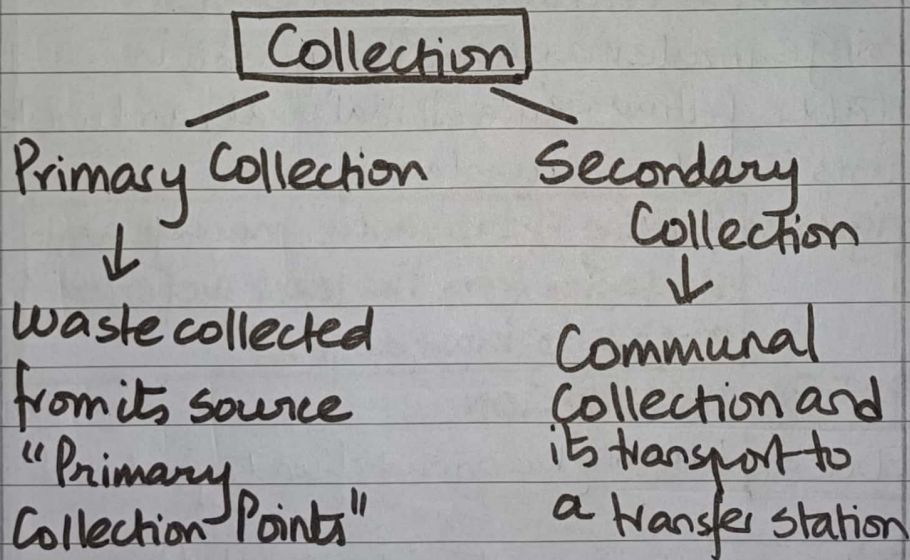 Collection
Primary Collection
↓
Waste collected
from its source
"Primary
Collection Points"
Secondary
Collection
↓
Communal
Collection and
its transport to
a transfer station